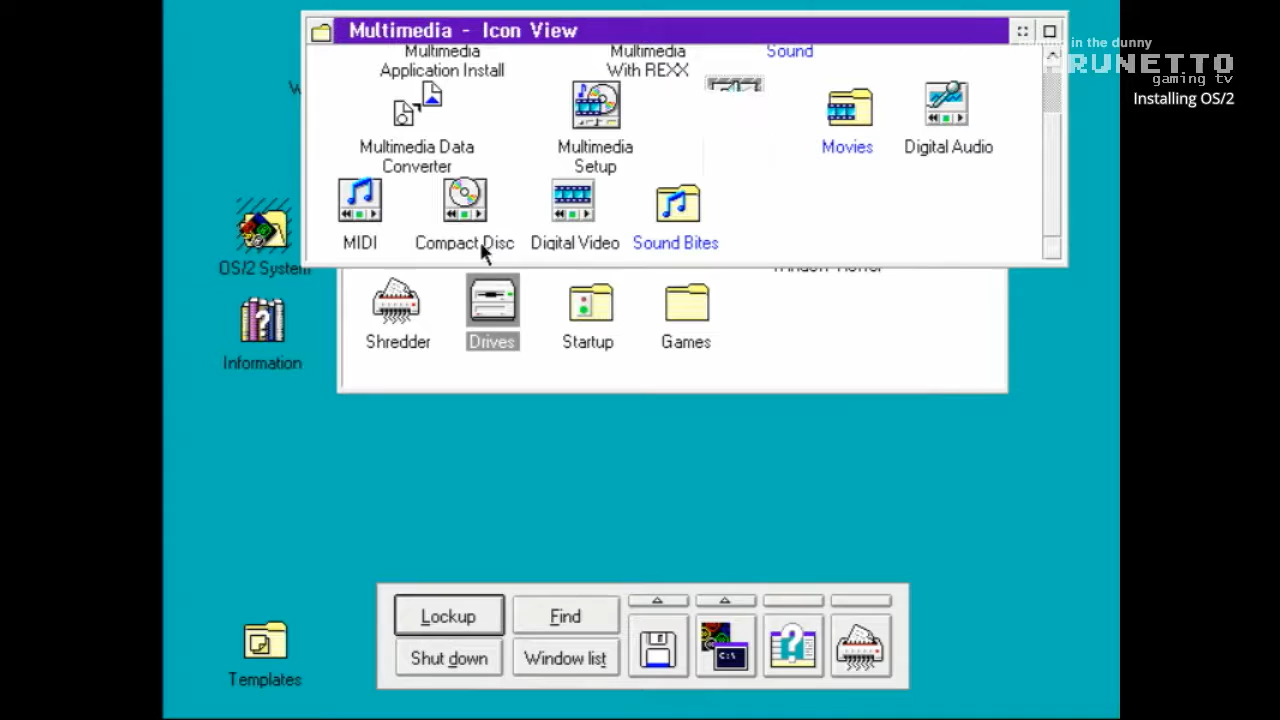 Multimedia - Icon View
in the dunny
RUNETTO
gaming tv
Installing OS/2
Multimedia
Application Install
Multimedia
With REXX
Sound
Multimedia Data
Converter
Multimedia
Setup
Movies
Digital Audio
MIDI
Compact Disc
Digital Video
Sound Bites
OS/2 System
Shredder
Drives
Startup
Games
Information
Lockup
Find
Shut down
Window list
C:\
Templates